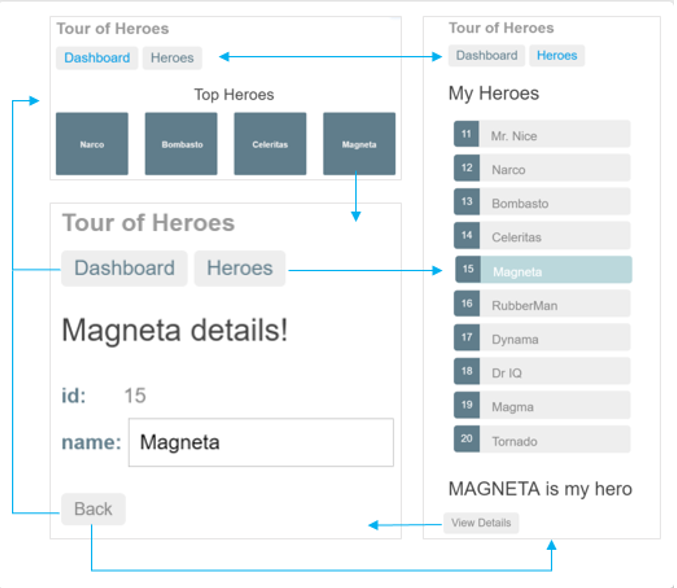 Tour of Heroes
Dashboard Heroes
Top Heroes
Narco Bombasto Celeritas Magneta
Tour of Heroes
Dashboard Heroes
Magneta details!
id: 15
name: Magneta
Back
Tour of Heroes
Dashboard Heroes
My Heroes
11 Mr. Nice
12 Narco
13 Bombasto
14 Celeritas
15 Magneta
16 RubberMan
17 Dynama
18 Dr IQ
19 Magma
20 Tornado
MAGNETA is my hero
View Details